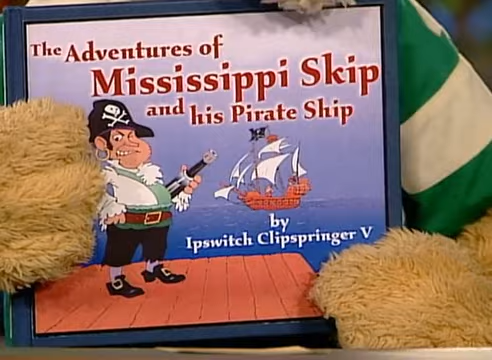 The Adventures of
Mississippi Skip
and his Pirate Ship
by
Ipswitch Clipspringer V